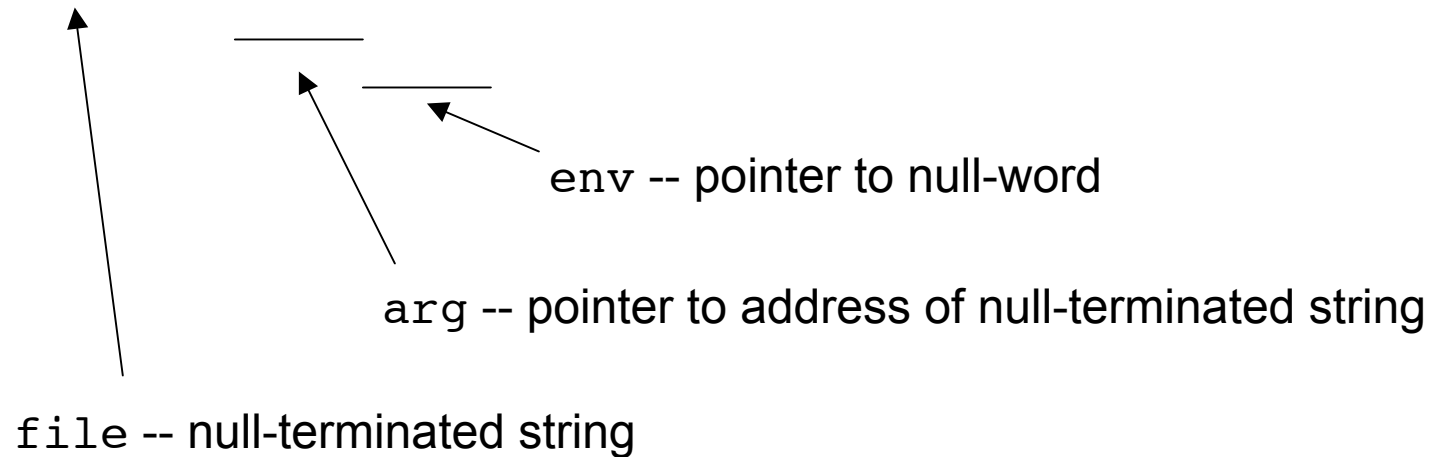 env -- pointer to null-word
arg -- pointer to address of null-terminated string
file -- null-terminated string